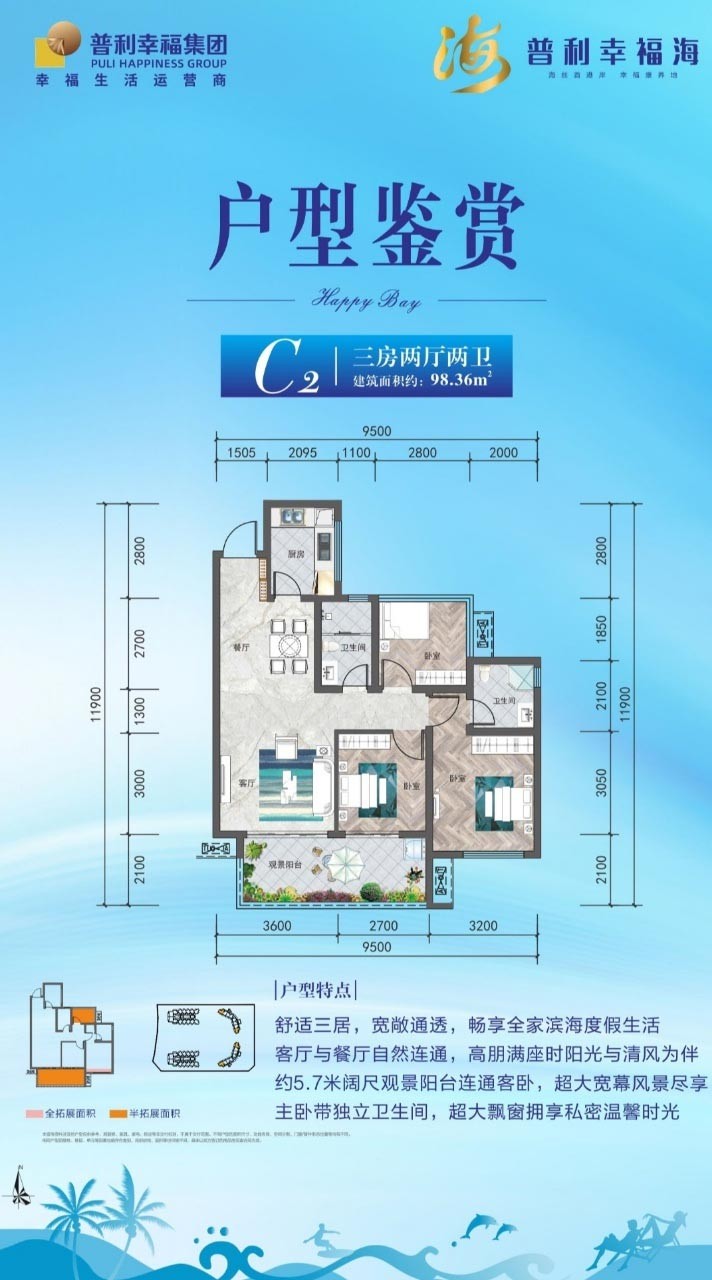 普利幸福集团
PULI HAPPINESS GROUP
幸福生活运营商
海 普利幸福海
户型鉴赏
Happy Bay
C2 三房两厅两卫
建筑面积约：98.36m²
9500
1505 2095 1100 2800 2000
11900
2800
2700
1300
3000
2100
厨房
餐厅
卫生间
卧室
卫生间
客厅
卧室
卧室
观景阳台
2800
1850
2100
3050
2100
11900
3600 2700 3200
9500
户型特点
舒适三居，宽敞通透，畅享全家滨海度假生活
客厅与餐厅自然连通，高朋满座时阳光与清风为伴
约5.7米阔尺观景阳台连通客卧，超大宽幕风景尽享
主卧带独立卫生间，超大飘窗拥享私密温馨时光
全拓展面积 半拓展面积
N